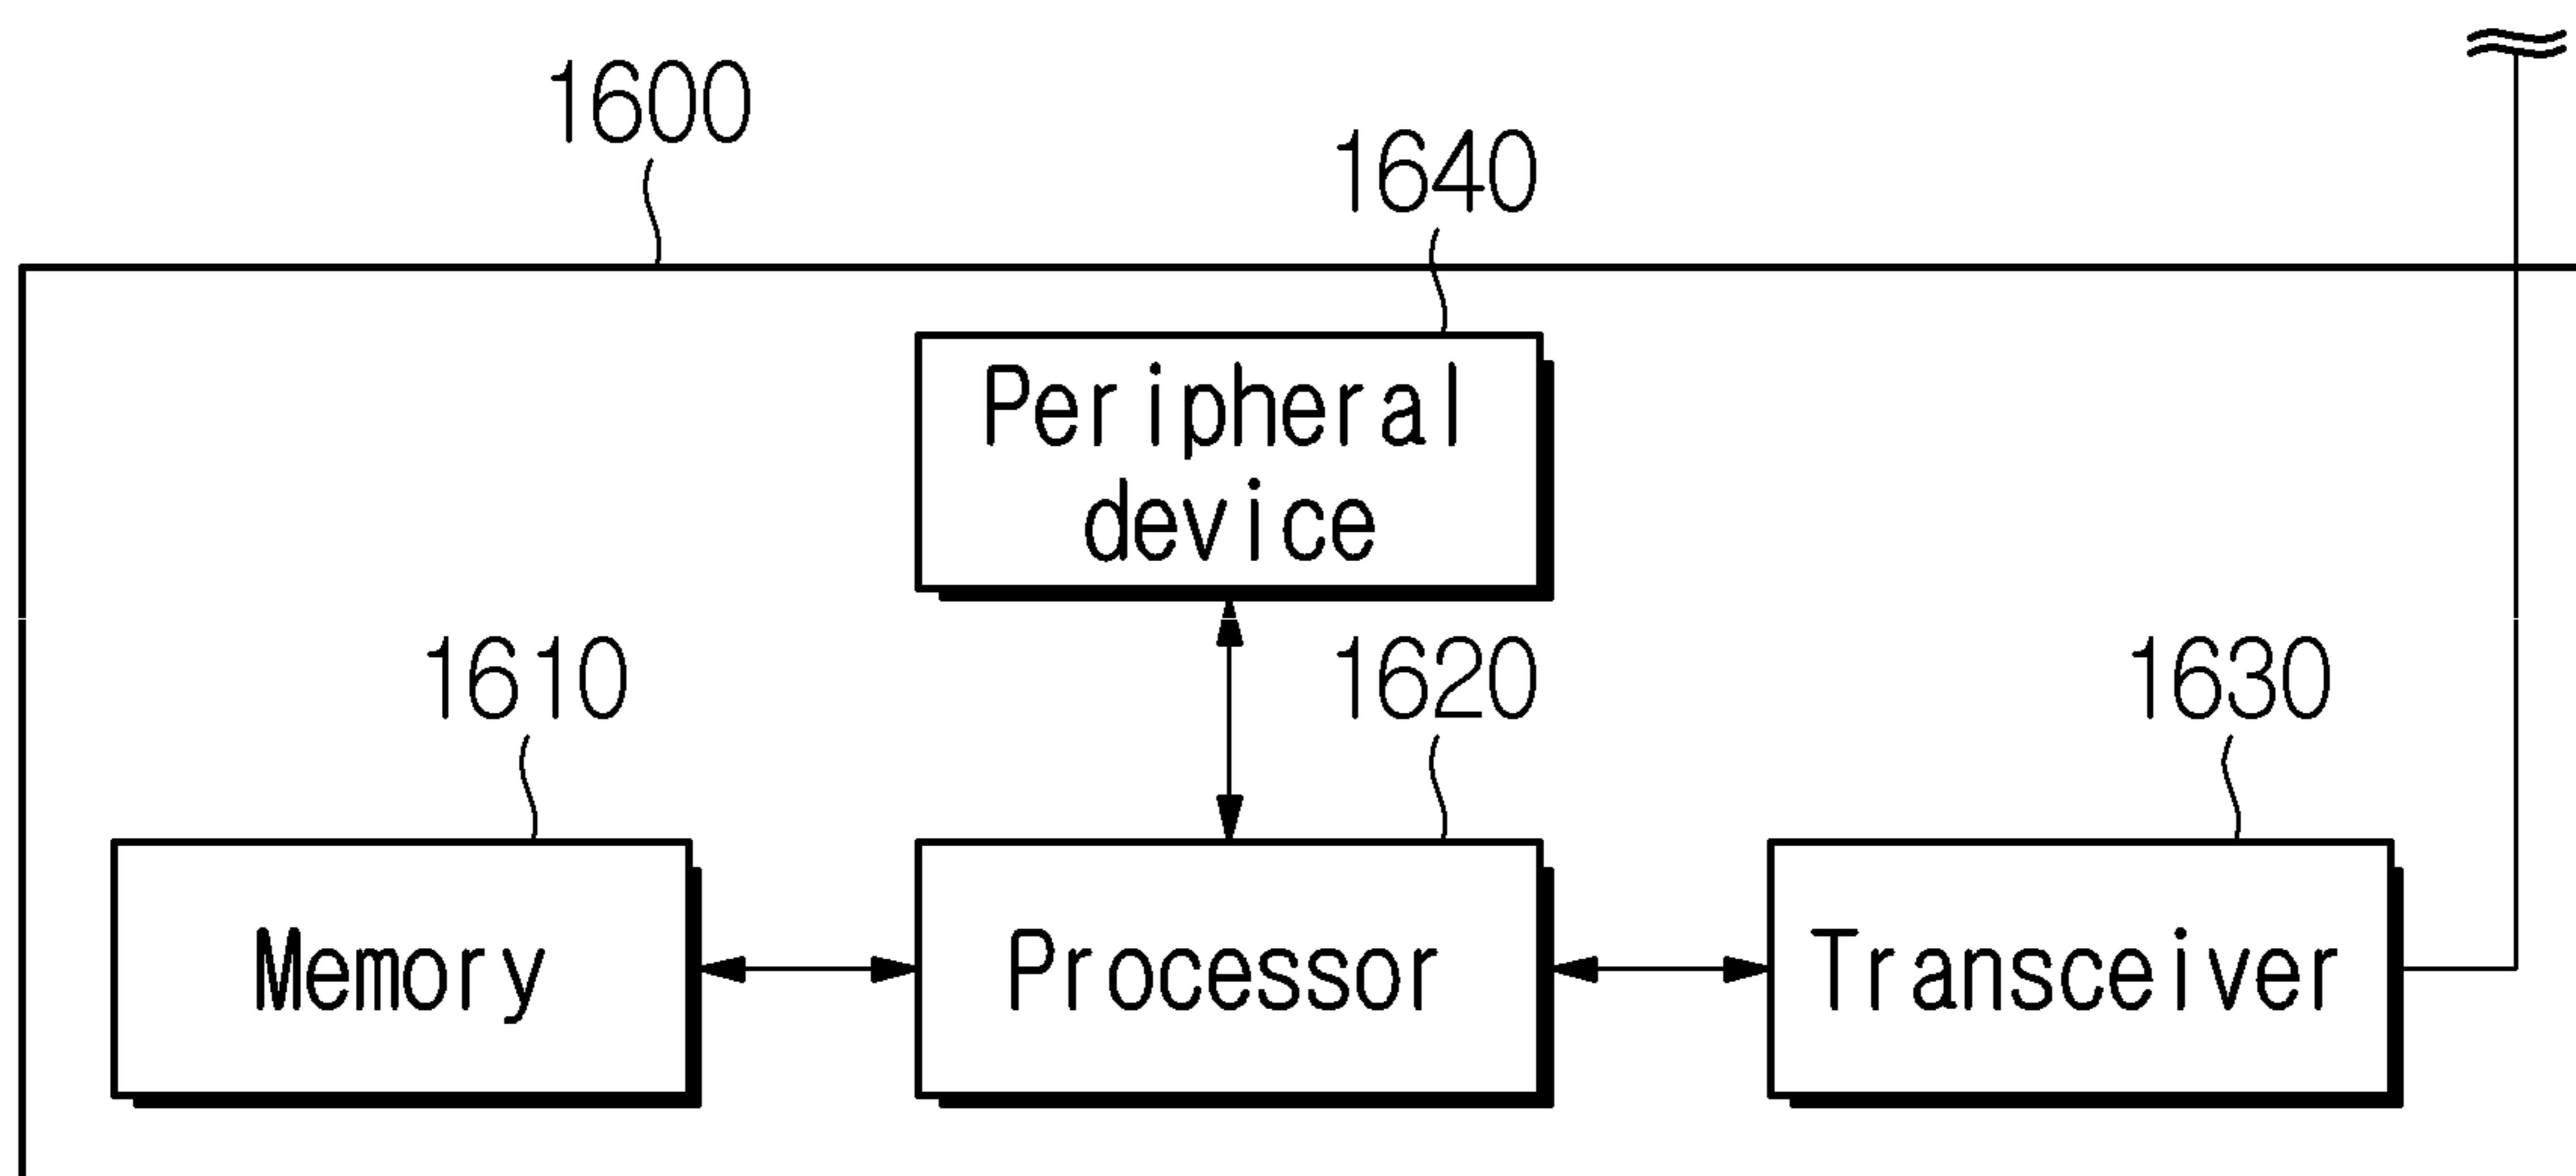 1600
1640
Peripheral
device
1610
1620
1630
Memory
Processor
Transceiver